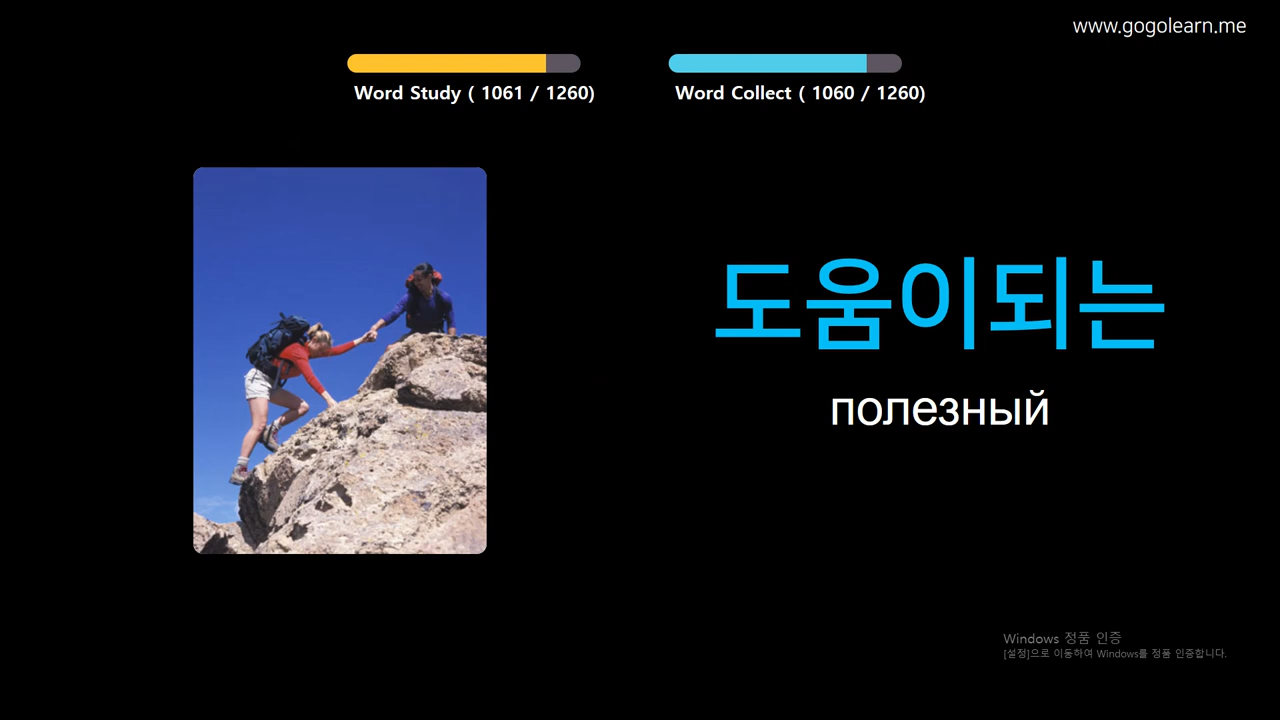 www.gogolearn.me
Word Study ( 1061 / 1260)
Word Collect ( 1060 / 1260)
도움이되는
полезный
Windows 정품 인증
[설정]으로 이동하여 Windows를 정품 인증합니다.